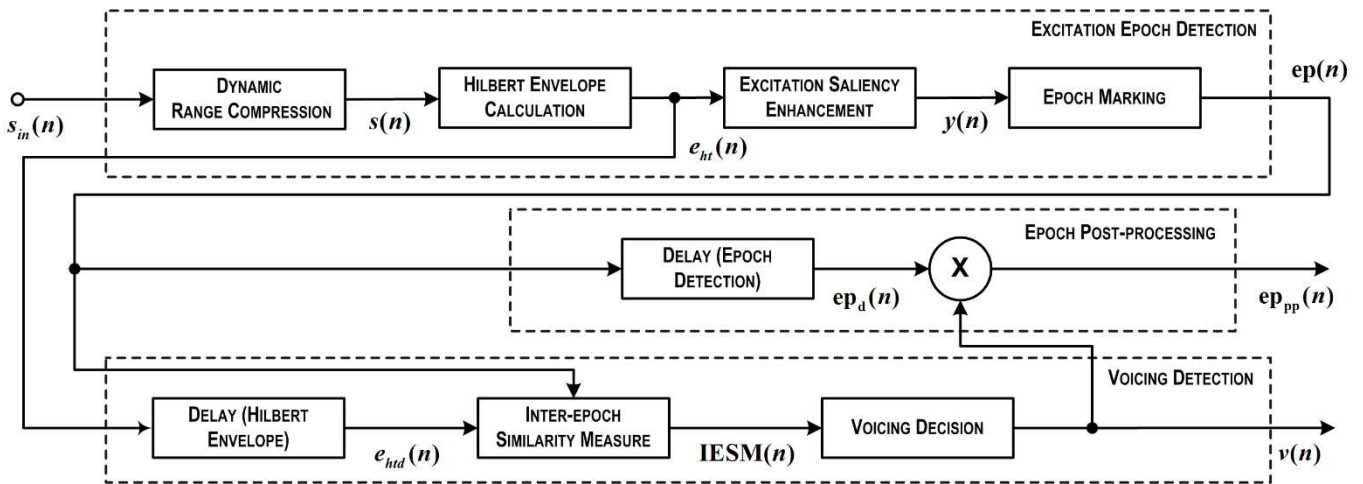 EXCITATION EPOCH DETECTION
DYNAMIC
RANGE COMPRESSION
HILBERT ENVELOPE
CALCULATION
EXCITATION SALIENCY
ENHANCEMENT
EPOCH MARKING
ep(n)
s_in(n)
s(n)
e_ht(n)
y(n)
EPOCH POST-PROCESSING
DELAY (EPOCH
DETECTION)
X
ep_d(n)
ep_pp(n)
VOICING DETECTION
DELAY (HILBERT
ENVELOPE)
INTER-EPOCH
SIMILARITY MEASURE
VOICING DECISION
e_htd(n)
IESM(n)
v(n)